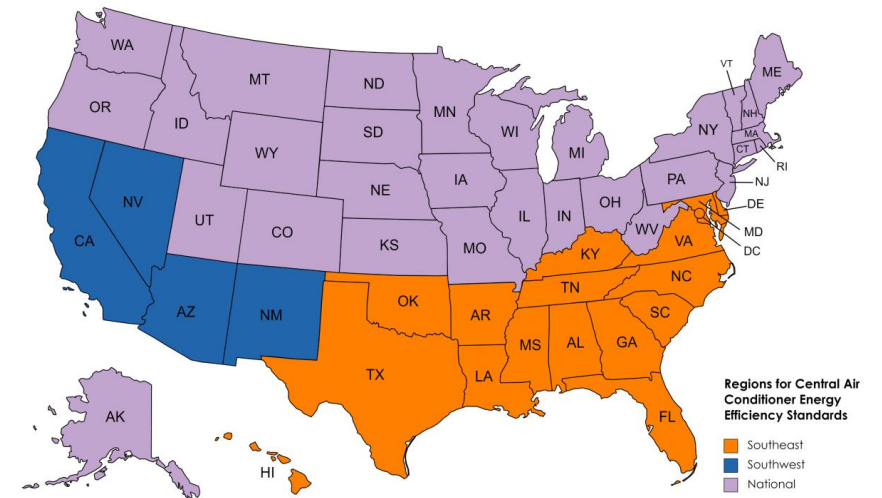 WA
MT
ND
MN
VT
ME
OR
ID
SD
WI
MI
NY
NH
MA
CT
RI
WY
NE
IA
PA
NJ
NV
UT
CO
IL
IN
OH
WV
DE
MD
DC
CA
KS
MO
KY
VA
AZ
NM
OK
AR
TN
NC
SC
TX
LA
MS
AL
GA
FL
AK
HI
Regions for Central Air
Conditioner Energy
Efficiency Standards
Southeast
Southwest
National